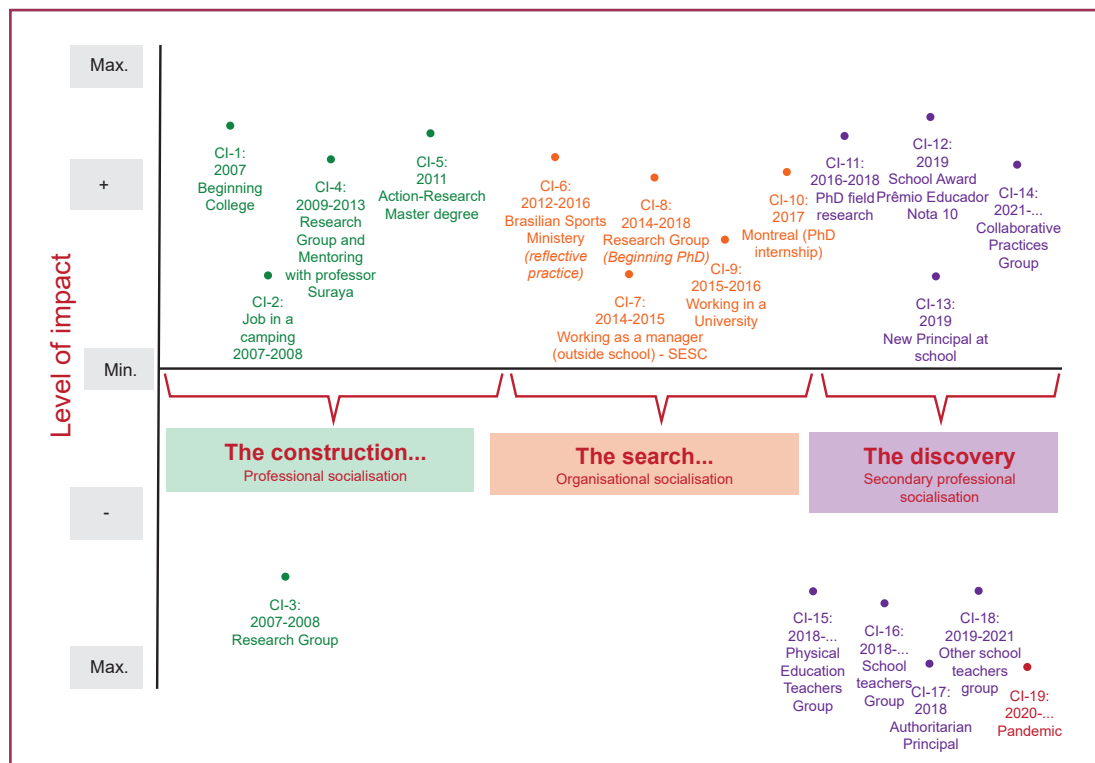 Level of impact
Max.
+
Min.
-
Max.
CI-1:
2007
Beginning
College
CI-2:
Job in a
camping
2007-2008
CI-4:
2009-2013
Research
Group and
Mentoring
with professor
Suraya
CI-5:
2011
Action-Research
Master degree
CI-6:
2012-2016
Brasilian Sports
Ministery
(reflective
practice)
CI-8:
2014-2018
Research Group
(Beginning PhD)
CI-7:
2014-2015
Working as a manager
(outside school) - SESC
CI-9:
2015-2016
Working in a
University
CI-10:
2017
Montreal (PhD
internship)
CI-11:
2016-2018
PhD field
research
CI-12:
2019
School Award
Prêmio Educador
Nota 10
CI-14:
2021-...
Collaborative
Practices
Group
CI-13:
2019
New Principal at
school
The construction...
Professional socialisation
The search...
Organisational socialisation
The discovery
Secondary professional
socialisation
CI-3:
2007-2008
Research Group
CI-15:
2018-...
Physical
Education
Teachers
Group
CI-16:
2018-...
School
teachers
Group
CI-17:
2018
Authoritarian
Principal
CI-18:
2019-2021
Other school
teachers
group
CI-19:
2020-...
Pandemic